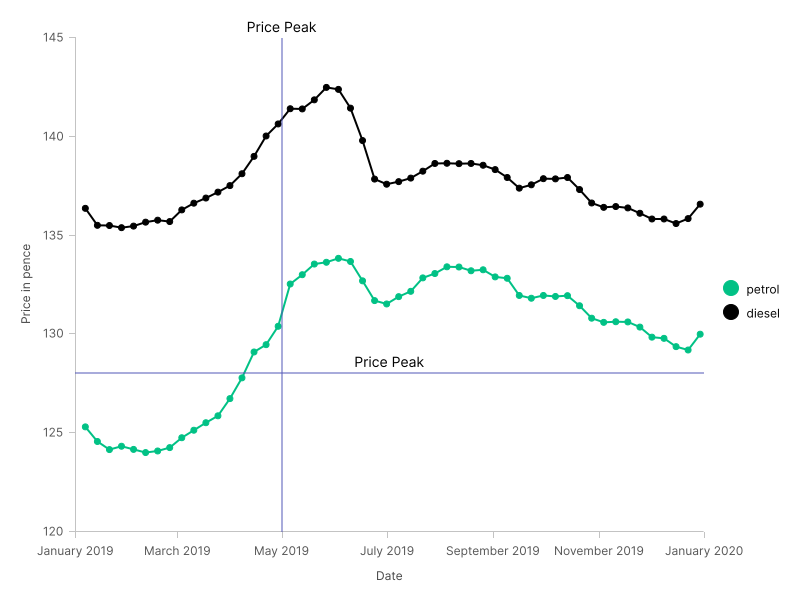 Price Peak
145
140
135
130
125
120
Price in pence
Price Peak
January 2019
March 2019
May 2019
July 2019
September 2019
November 2019
January 2020
Date
petrol
diesel